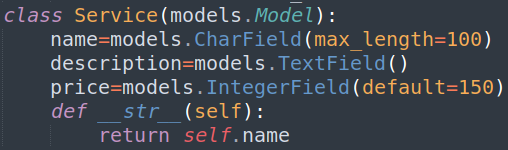 class Service(models.Model):
    name=models.CharField(max_length=100)
    description=models.TextField()
    price=models.IntegerField(default=150)
    def __str__(self):
        return self.name